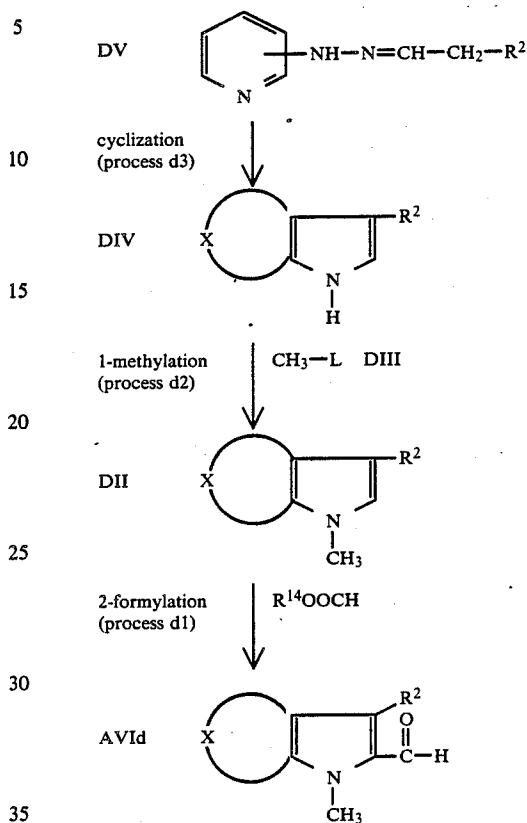 5
DV NH—N=CH—CH2—R2
N
10 cyclization
(process d3)
DIV X R2
N
H
15
1-methylation CH3—L DIII
(process d2)
20
DII X R2
N
CH3
25
2-formylation R14OOCH
(process d1)
30
R2
O
AVId X C—H
N
CH3
35